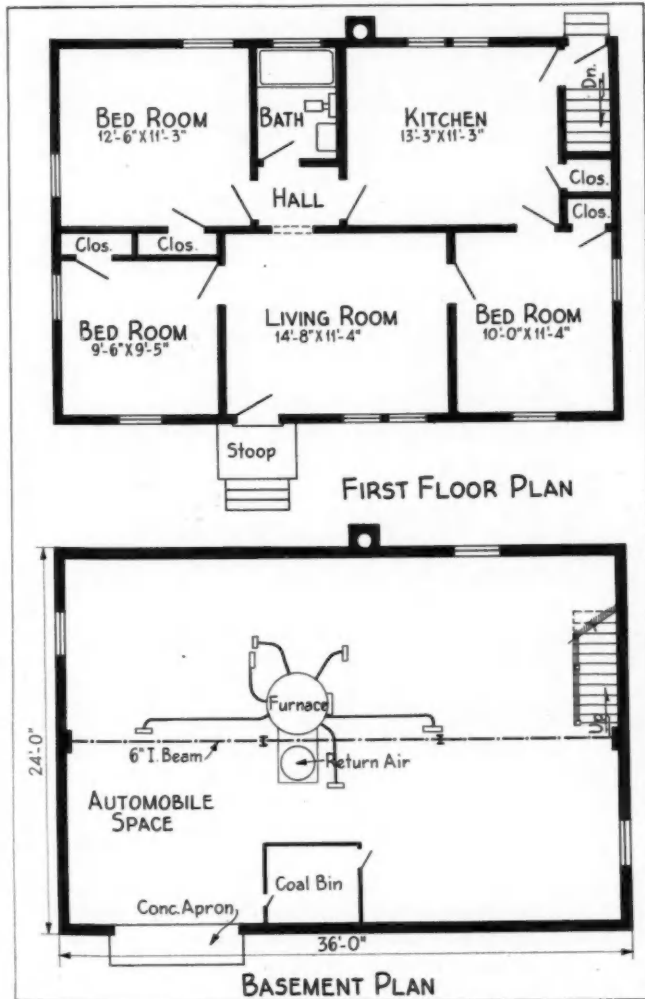 BED ROOM
12'-6"X11'-3"
BATH
KITCHEN
13'-3"X11'-3"
Dn.
HALL
Clos.
Clos.
Clos.
Clos.
BED ROOM
9'-6"X9'-5"
LIVING ROOM
14'-8"X11'-4"
BED ROOM
10'-0"X11'-4"
Stoop
FIRST FLOOR PLAN
Furnace
Up
6" I. Beam
Return Air
24'-0"
AUTOMOBILE
SPACE
Coal Bin
Conc. Apron
36'-0"
BASEMENT PLAN